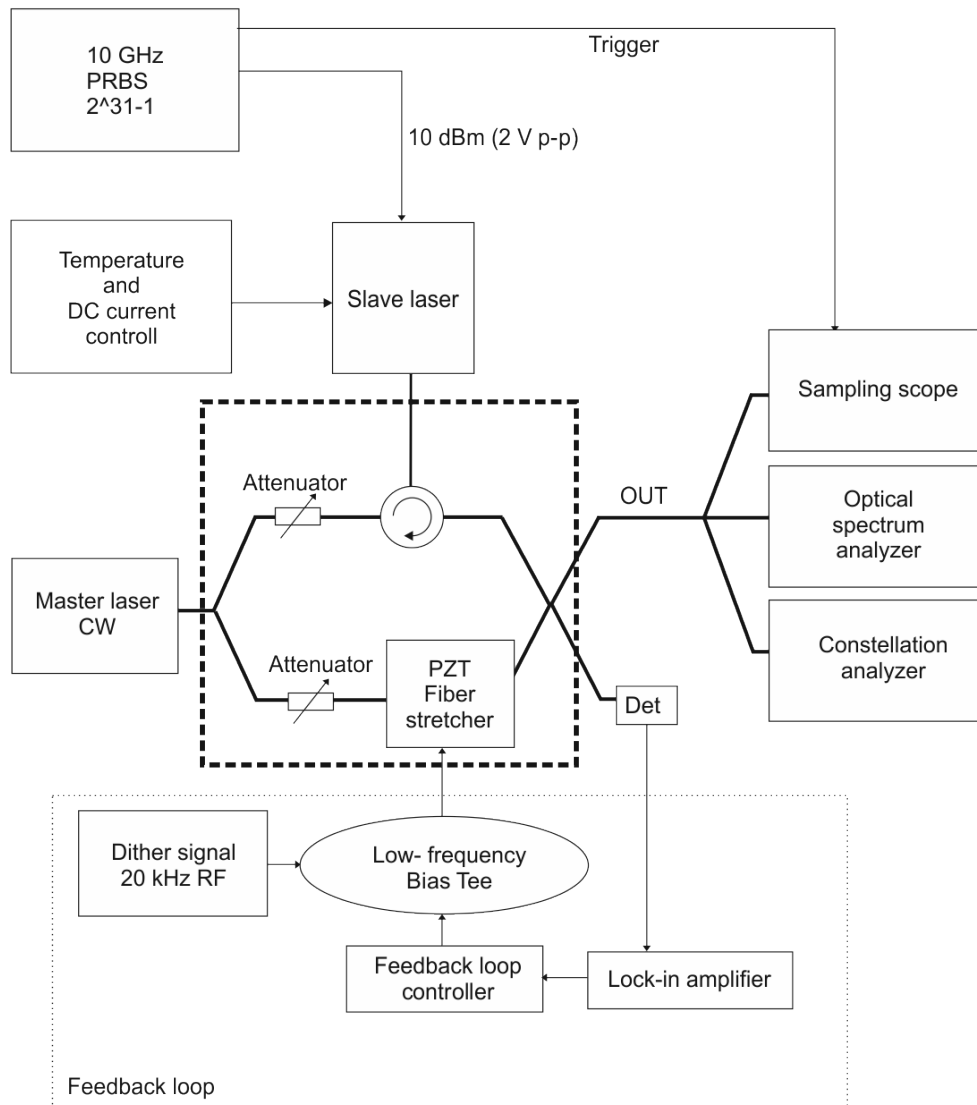 10 GHz
PRBS
2^31-1
Trigger
10 dBm (2 V p-p)
Temperature
and
DC current
controll
Slave laser
Sampling scope
Attenuator
OUT
Optical
spectrum
analyzer
Master laser
CW
Attenuator
PZT
Fiber
stretcher
Det
Constellation
analyzer
Dither signal
20 kHz RF
Low- frequency
Bias Tee
Feedback loop
controller
Lock-in amplifier
Feedback loop